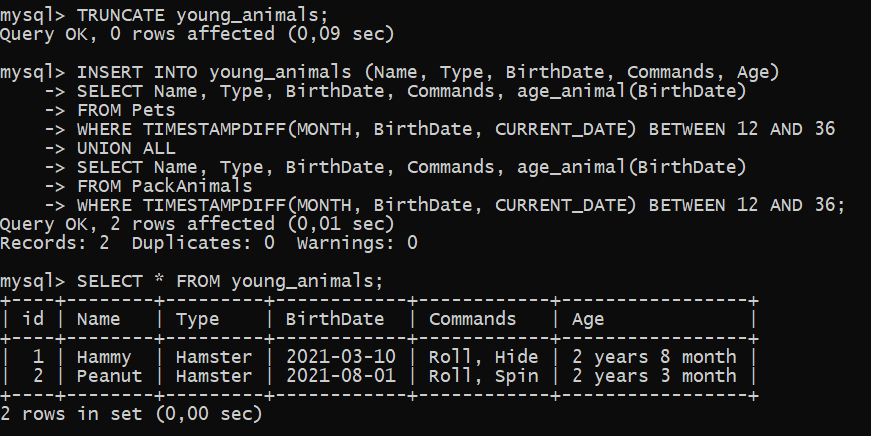 mysql> TRUNCATE young_animals;
Query OK, 0 rows affected (0,09 sec)

mysql> INSERT INTO young_animals (Name, Type, BirthDate, Commands, Age)
    -> SELECT Name, Type, BirthDate, Commands, age_animal(BirthDate)
    -> FROM Pets
    -> WHERE TIMESTAMPDIFF(MONTH, BirthDate, CURRENT_DATE) BETWEEN 12 AND 36
    -> UNION ALL
    -> SELECT Name, Type, BirthDate, Commands, age_animal(BirthDate)
    -> FROM PackAnimals
    -> WHERE TIMESTAMPDIFF(MONTH, BirthDate, CURRENT_DATE) BETWEEN 12 AND 36;
Query OK, 2 rows affected (0,01 sec)
Records: 2  Duplicates: 0  Warnings: 0

mysql> SELECT * FROM young_animals;
+----+--------+---------+------------+------------+-----------------+
| id | Name   | Type    | BirthDate  | Commands   | Age             |
+----+--------+---------+------------+------------+-----------------+
|  1 | Hammy  | Hamster | 2021-03-10 | Roll, Hide | 2 years 8 month |
|  2 | Peanut | Hamster | 2021-08-01 | Roll, Spin | 2 years 3 month |
+----+--------+---------+------------+------------+-----------------+
2 rows in set (0,00 sec)